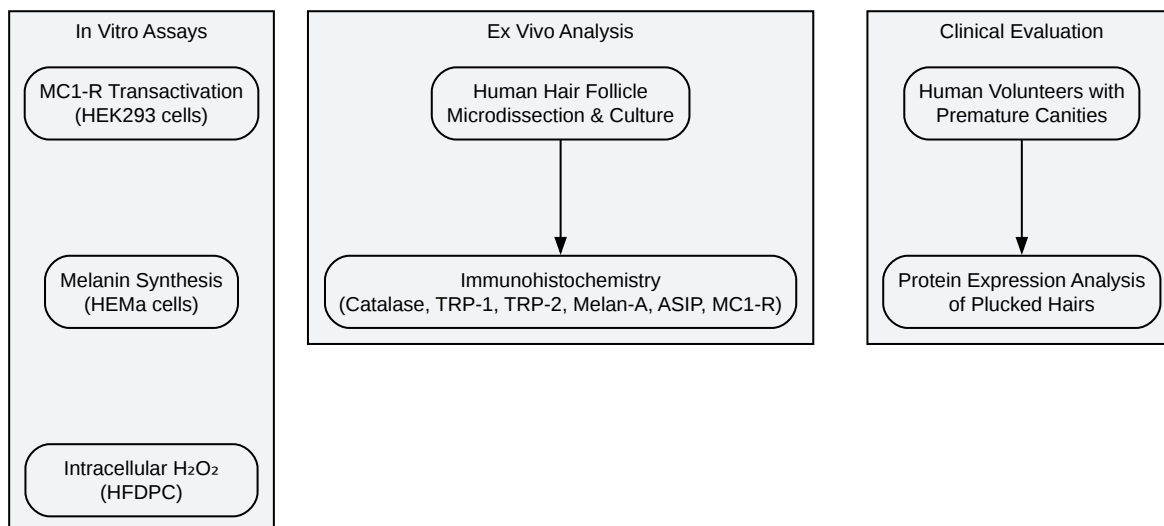 In Vitro Assays
MC1-R Transactivation
(HEK293 cells)
Melanin Synthesis
(HEMa cells)
Intracellular H₂O₂
(HFDPC)
Ex Vivo Analysis
Human Hair Follicle
Microdissection & Culture
Immunohistochemistry
(Catalase, TRP-1, TRP-2, Melan-A, ASIP, MC1-R)
Clinical Evaluation
Human Volunteers with
Premature Canities
Protein Expression Analysis
of Plucked Hairs